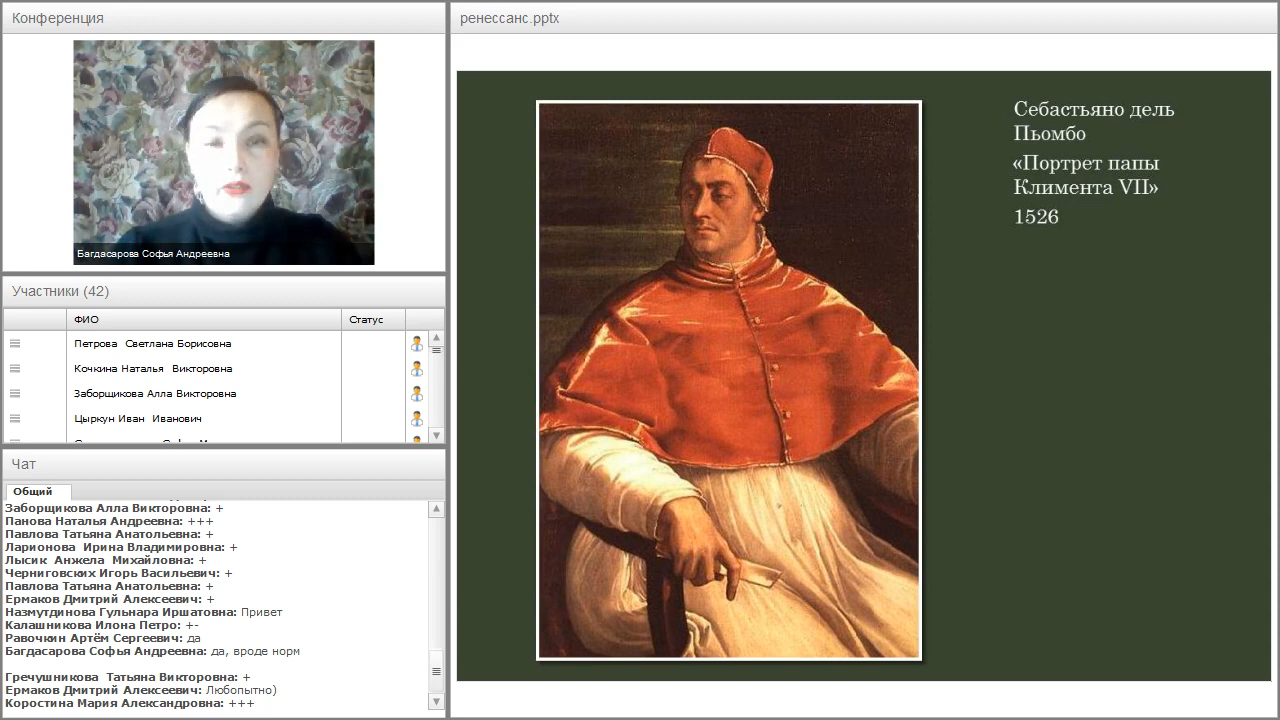 Конференция
Багдасарова Софья Андреевна
Участники (42)
ФИО
Статус
Петрова Светлана Борисовна
Кочкина Наталья Викторовна
Заборщикова Алла Викторовна
Цыркун Иван Иванович
Чат
Общий
Заборщикова Алла Викторовна: +
Панова Наталья Андреевна: +++
Павлова Татьяна Анатольевна: +
Ларионова Ирина Владимировна: +
Лысик Анжела Михайловна: +
Черниговских Игорь Васильевич: +
Павлова Татьяна Анатольевна: +
Ермаков Дмитрий Алексеевич: +
Назмутдинова Гульнара Иршатовна: Привет
Калашникова Илона Петро: +-
Равочкин Артём Сергеевич: да
Багдасарова Софья Андреевна: да, вроде норм
Гречушникова Татьяна Викторовна: +
Ермаков Дмитрий Алексеевич: Любопытно)
Коростина Мария Александровна: +++
ренессанс.pptx
Себастьяно дель
Пьомбо
«Портрет папы
Климента VII»
1526